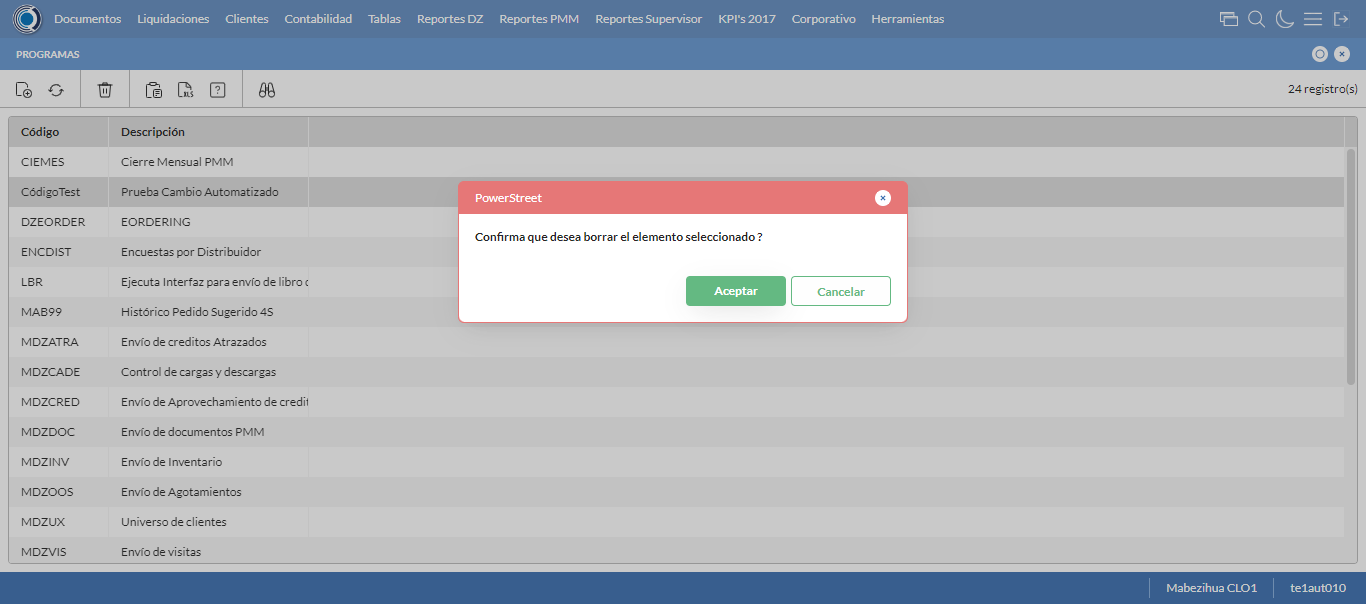 Documentos Liquidaciones Clientes Contabilidad Tablas Reportes DZ Reportes PMM Reportes Supervisor KPI's 2017 Corporativo Herramientas
PROGRAMAS
XLS ? 24 registro(s)
Código Descripción
CIEMES Cierre Mensual PMM
CódigoTest Prueba Cambio Automatizado
DZEORDER EORDERING
ENCDIST Encuestas por Distribuidor
LBR Ejecuta Interfaz para envío de libro
MAB99 Histórico Pedido Sugerido 4S
MDZATRA Envío de creditos Atrazados
MDZCADE Control de cargas y descargas
MDZCRED Envío de Aprovechamiento de credit
MDZDOC Envío de documentos PMM
MDZINV Envío de Inventario
MDZOOS Envío de Agotamientos
MDZUX Universo de clientes
MDZVIS Envío de visitas
PowerStreet
Confirma que desea borrar el elemento seleccionado ?
Aceptar Cancelar
Mabezihua CLO1 te1aut010